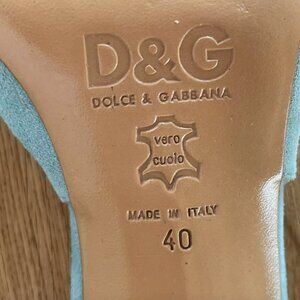 D&G
DOLCE & GABBANA
vero
cuoio
MADE IN ITALY
40